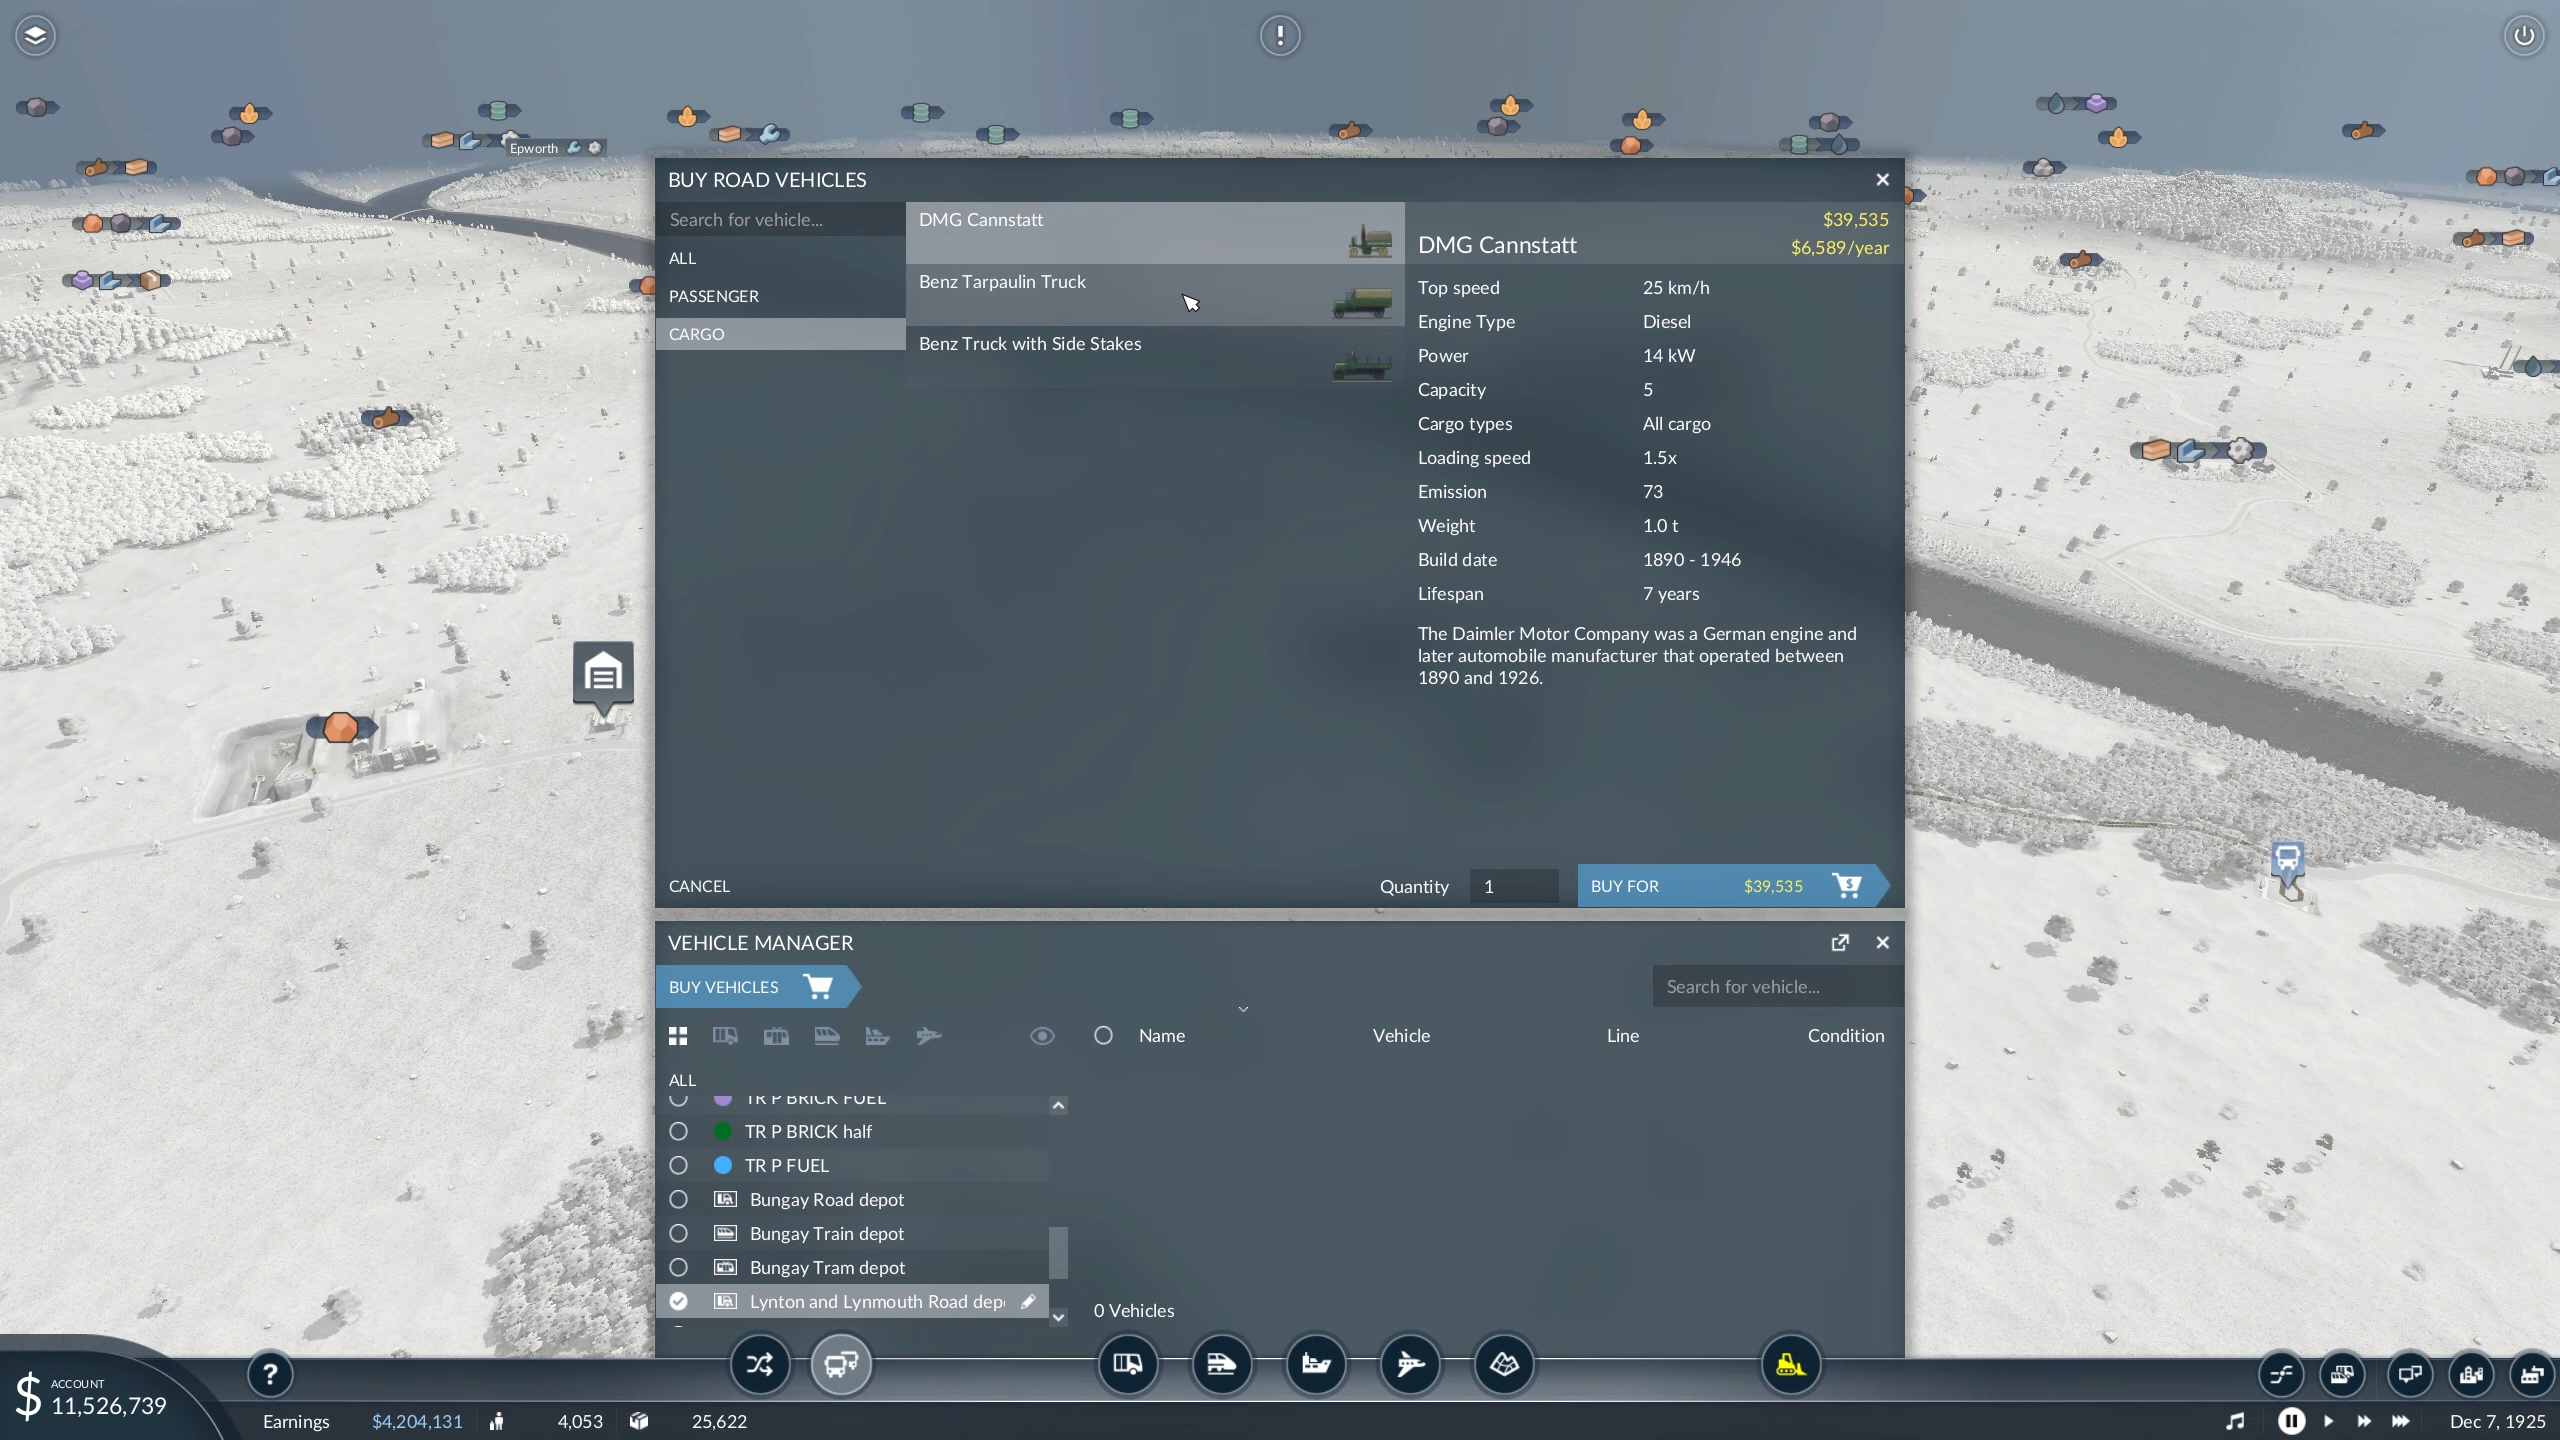 Epworth
BUY ROAD VEHICLES
Search for vehicle...
ALL
PASSENGER
CARGO
DMG Cannstatt
Benz Tarpaulin Truck
Benz Truck with Side Stakes
$39,535
DMG Cannstatt
$6,589/year
Top speed 25 km/h
Engine Type Diesel
Power 14 kW
Capacity 5
Cargo types All cargo
Loading speed 1.5x
Emission 73
Weight 1.0 t
Build date 1890 - 1946
Lifespan 7 years
The Daimler Motor Company was a German engine and
later automobile manufacturer that operated between
1890 and 1926.
CANCEL
Quantity 1
BUY FOR $39,535
VEHICLE MANAGER
BUY VEHICLES
Search for vehicle...
Name Vehicle Line Condition
ALL
TR P BRICK FUEL
TR P BRICK half
TR P FUEL
Bungay Road depot
Bungay Train depot
Bungay Tram depot
Lynton and Lynmouth Road dep
0 Vehicles
$ ACCOUNT
11,526,739
?
Earnings $4,204,131 4,053 25,622
Dec 7, 1925